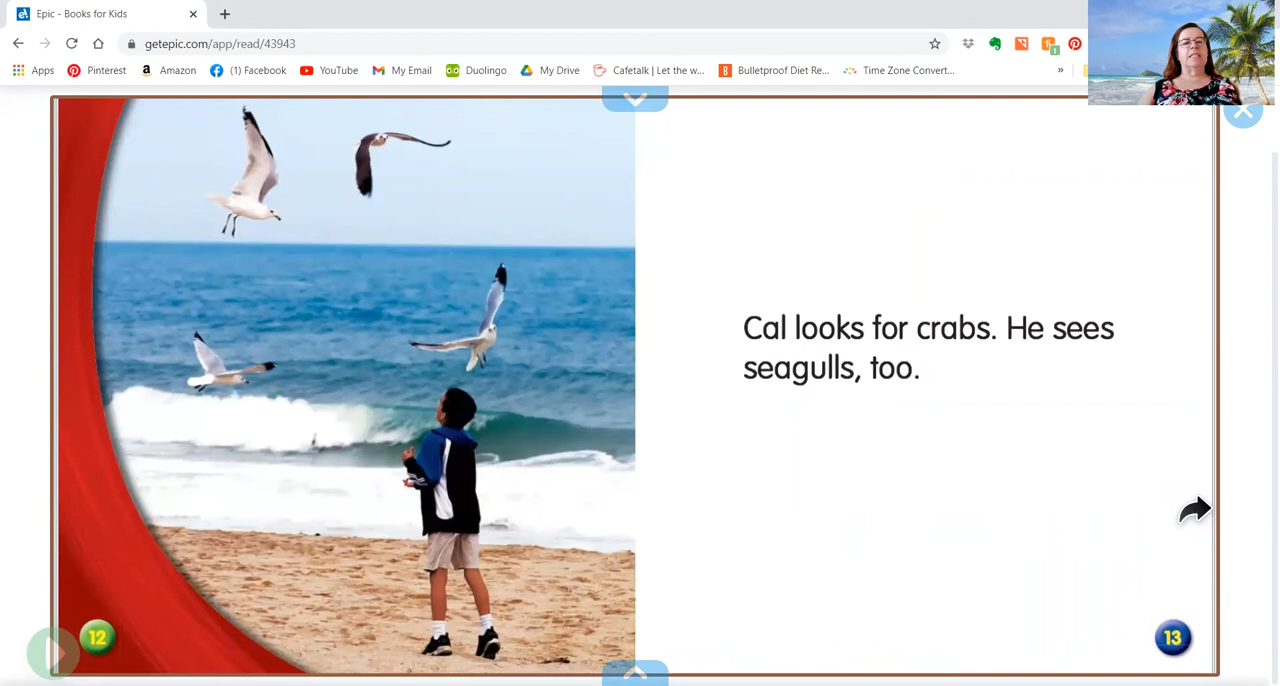 Epic - Books for Kids
getepic.com/app/read/43943
Apps Pinterest Amazon (1) Facebook YouTube My Email Duolingo My Drive Cafetalk | Let the w... Bulletproof Diet Re... Time Zone Convert... »
Cal looks for crabs. He sees
seagulls, too.
12
13